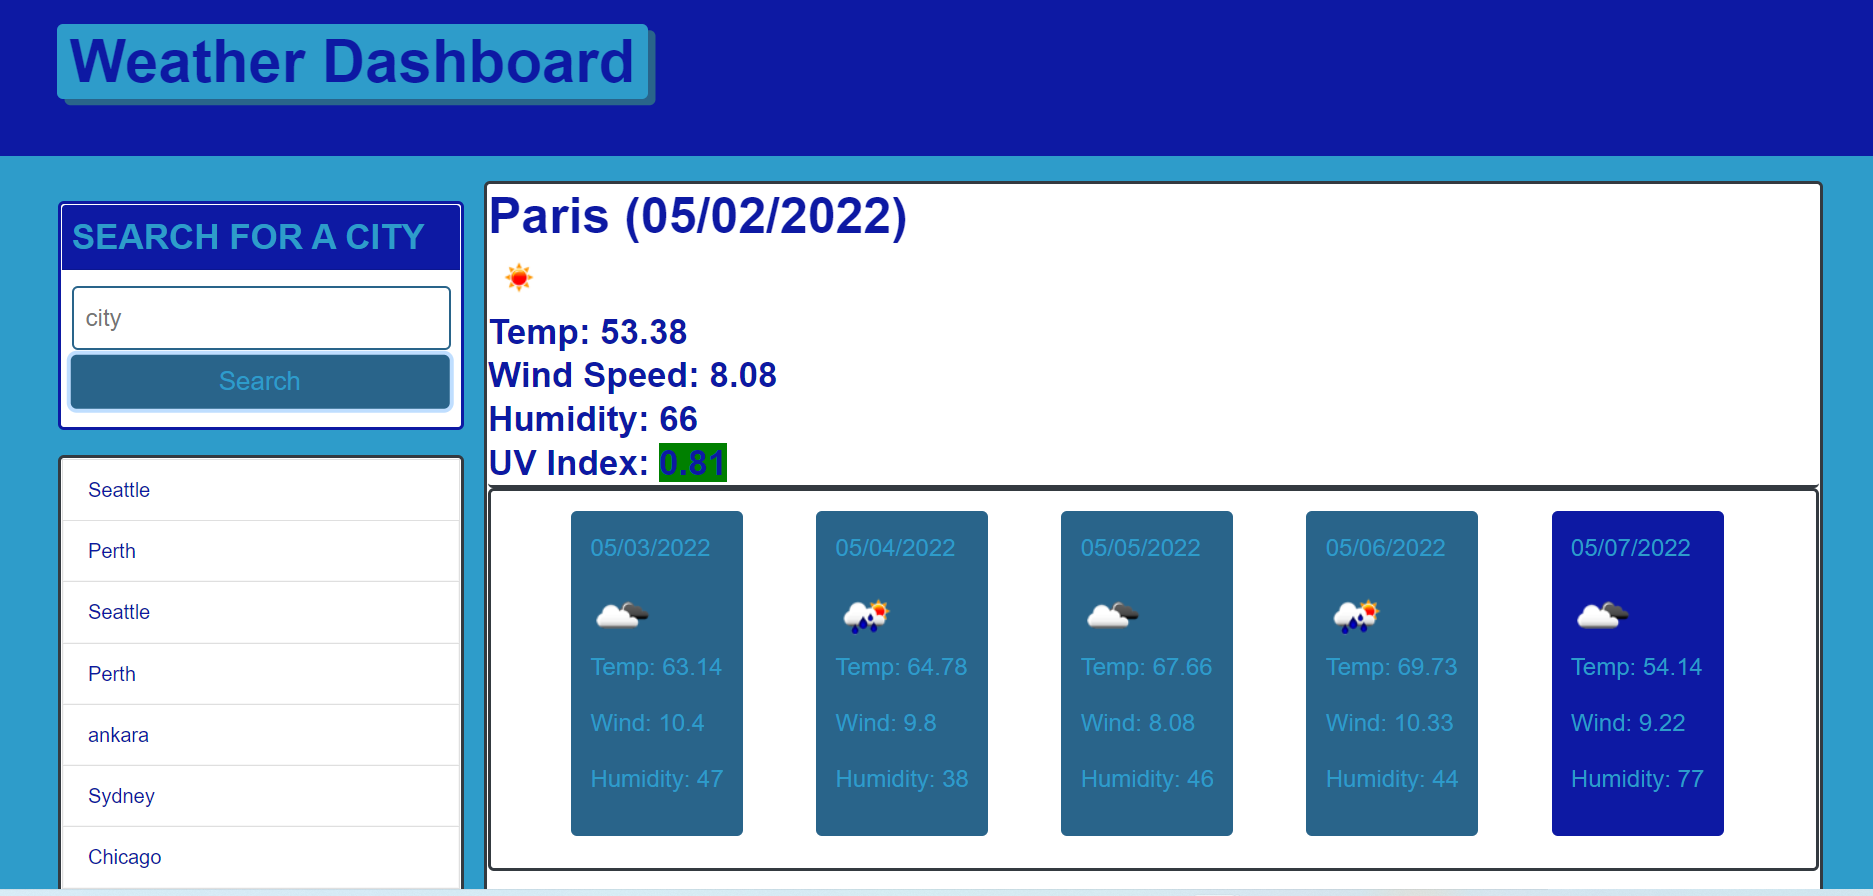 Weather Dashboard
SEARCH FOR A CITY
city
Search
Seattle
Perth
Seattle
Perth
ankara
Sydney
Chicago
Paris (05/02/2022)
Temp: 53.38
Wind Speed: 8.08
Humidity: 66
UV Index: 0.81
05/03/2022
Temp: 63.14
Wind: 10.4
Humidity: 47
05/04/2022
Temp: 64.78
Wind: 9.8
Humidity: 38
05/05/2022
Temp: 67.66
Wind: 8.08
Humidity: 46
05/06/2022
Temp: 69.73
Wind: 10.33
Humidity: 44
05/07/2022
Temp: 54.14
Wind: 9.22
Humidity: 77